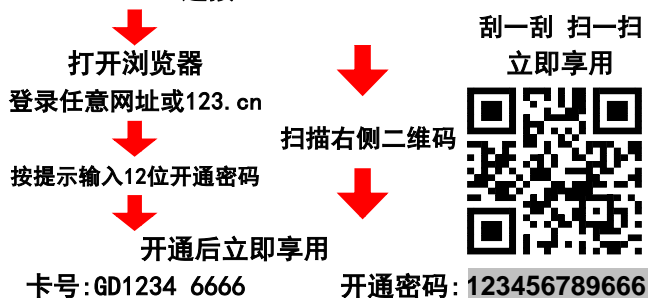 刮一刮 扫一扫
立即享用
打开浏览器
登录任意网址或123.cn
扫描右侧二维码
按提示输入12位开通密码
开通后立即享用
卡号:GD1234 6666
开通密码:123456789666